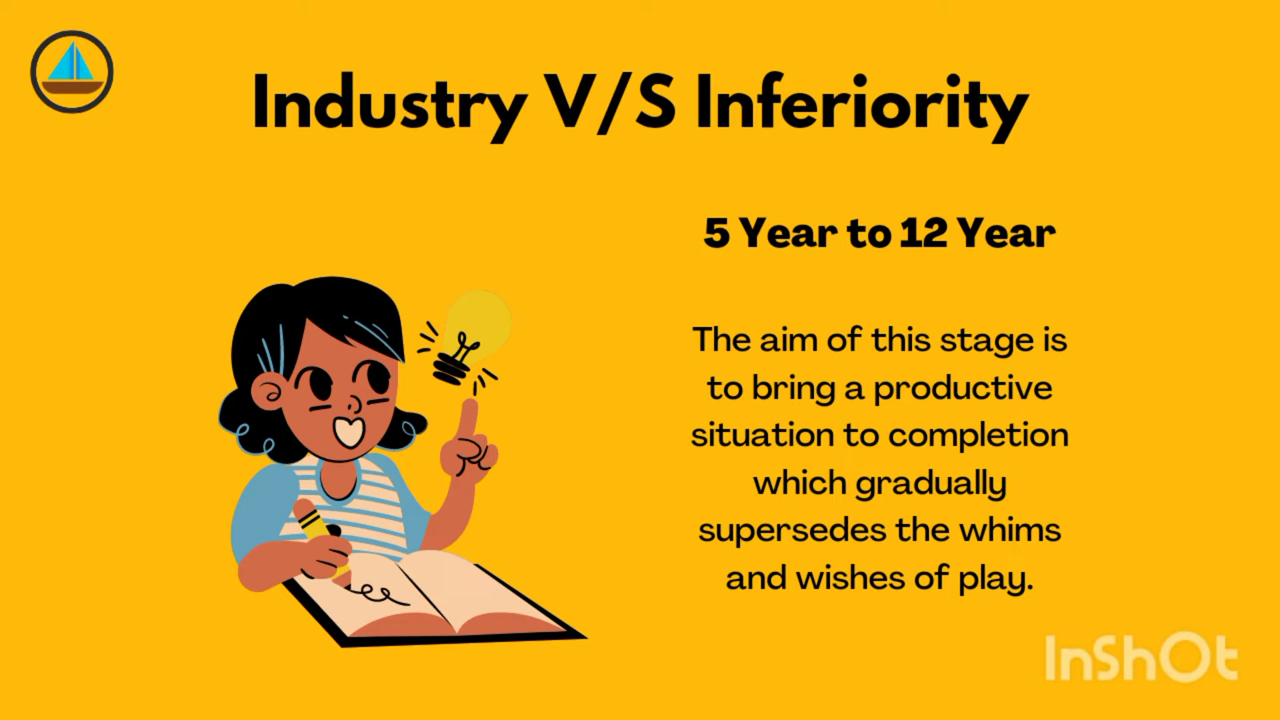 Industry V/S Inferiority
5 Year to 12 Year
The aim of this stage is
to bring a productive
situation to completion
which gradually
supersedes the whims
and wishes of play.
InShOt